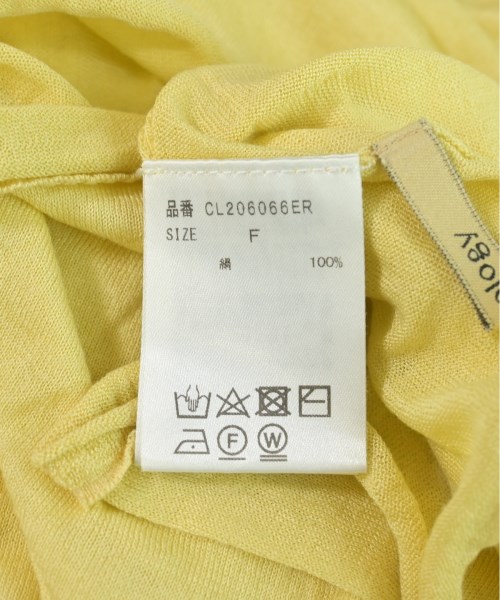 品番 CL206066ER
SIZE F
絹 100%
F W
ology